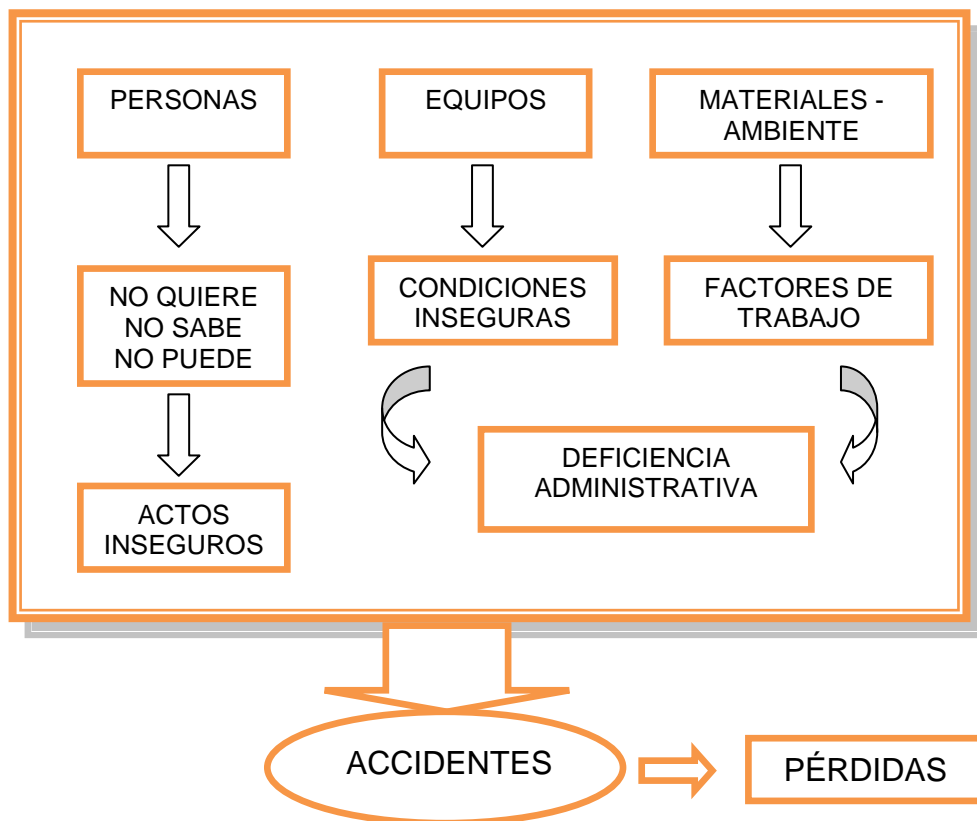 PERSONAS
EQUIPOS
MATERIALES -
AMBIENTE
NO QUIERE
NO SABE
NO PUEDE
CONDICIONES
INSEGURAS
FACTORES DE
TRABAJO
DEFICIENCIA
ADMINISTRATIVA
ACTOS
INSEGUROS
ACCIDENTES
PÉRDIDAS